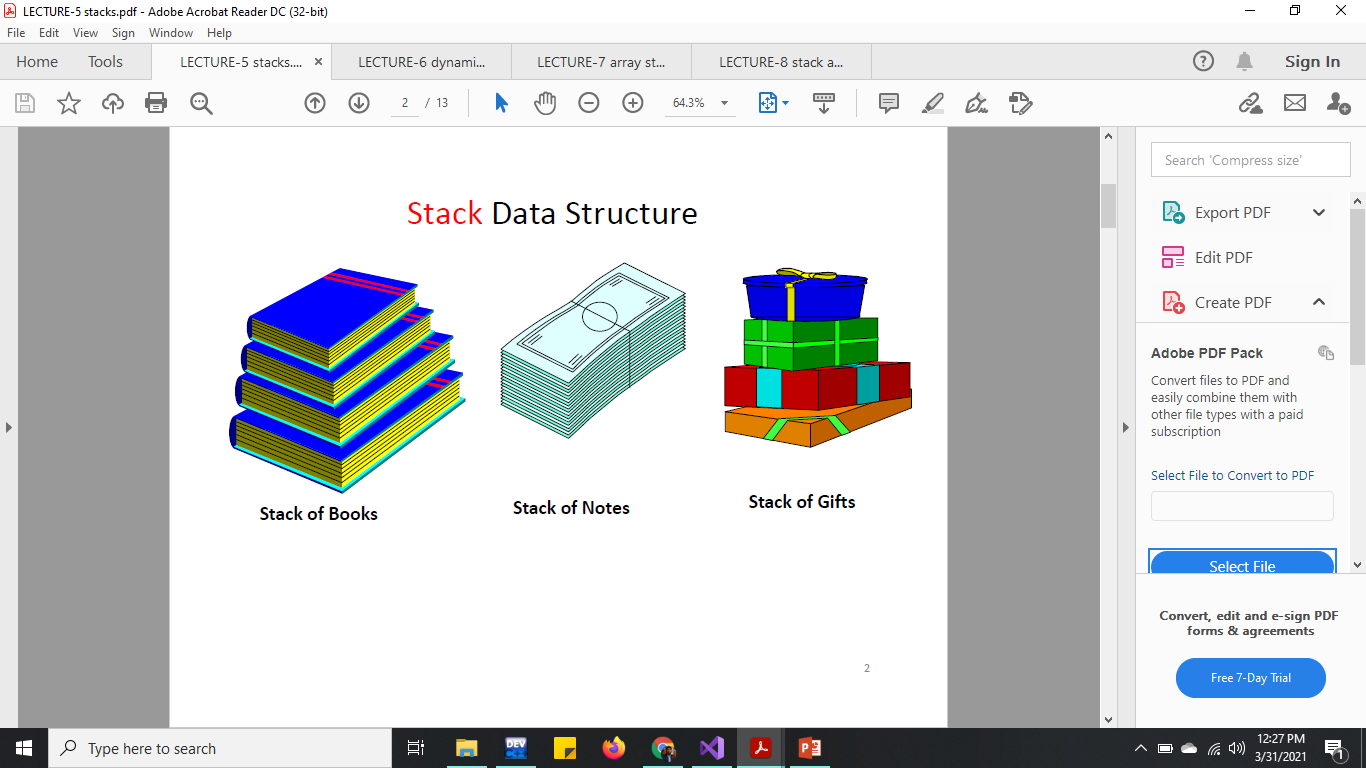 LECTURE-5 stacks.pdf - Adobe Acrobat Reader DC (32-bit)
File Edit View Sign Window Help
Home Tools LECTURE-5 stacks.... × LECTURE-6 dynami... LECTURE-7 array st... LECTURE-8 stack a... Sign In
2 / 13 64.3%
Stack Data Structure
Stack of Books
Stack of Notes
Stack of Gifts
2
Search 'Compress size'
Export PDF
Edit PDF
Create PDF
Adobe PDF Pack
Convert files to PDF and
easily combine them with
other file types with a paid
subscription
Select File to Convert to PDF
Select File
Convert, edit and e-sign PDF
forms & agreements
Free 7-Day Trial
Type here to search
DEV
12:27 PM
3/31/2021
1